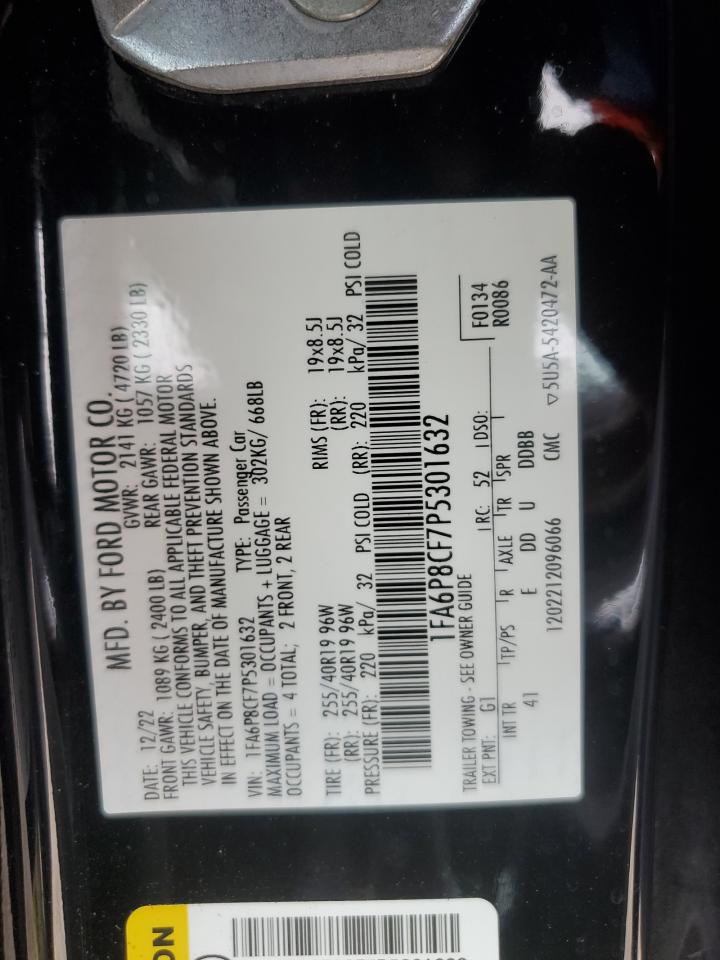 MFD. BY FORD MOTOR CO.
DATE: 12/22 GVWR: 2141 KG ( 4720 LB)
FRONT GAWR: 1089 KG ( 2400 LB) REAR GAWR: 1057 KG ( 2330 LB)
THIS VEHICLE CONFORMS TO ALL APPLICABLE FEDERAL MOTOR
VEHICLE SAFETY, BUMPER, AND THEFT PREVENTION STANDARDS
IN EFFECT ON THE DATE OF MANUFACTURE SHOWN ABOVE.
VIN: 1FA6P8CF7P5301632 TYPE: Passenger Car
MAXIMUM LOAD = OCCUPANTS + LUGGAGE = 302KG/ 668LB
OCCUPANTS = 4 TOTAL; 2 FRONT, 2 REAR
TIRE (FR): 255/40R19 96W RIMS (FR): 19x8.5J
(RR): 255/40R19 96W (RR): 19x8.5J
PRESSURE (FR): 220 kPa/ 32 PSI COLD (RR): 220 kPa/ 32 PSI COLD
1FA6P8CF7P5301632
TRAILER TOWING - SEE OWNER GUIDE
EXT PNT: G1 RC: 52 DSO: F0134
INT TR TP/PS R AXLE TR SPR R0086
41 E DD U DDBB
1202212096066 CMC ▽5U5A-5420472-AA
ON